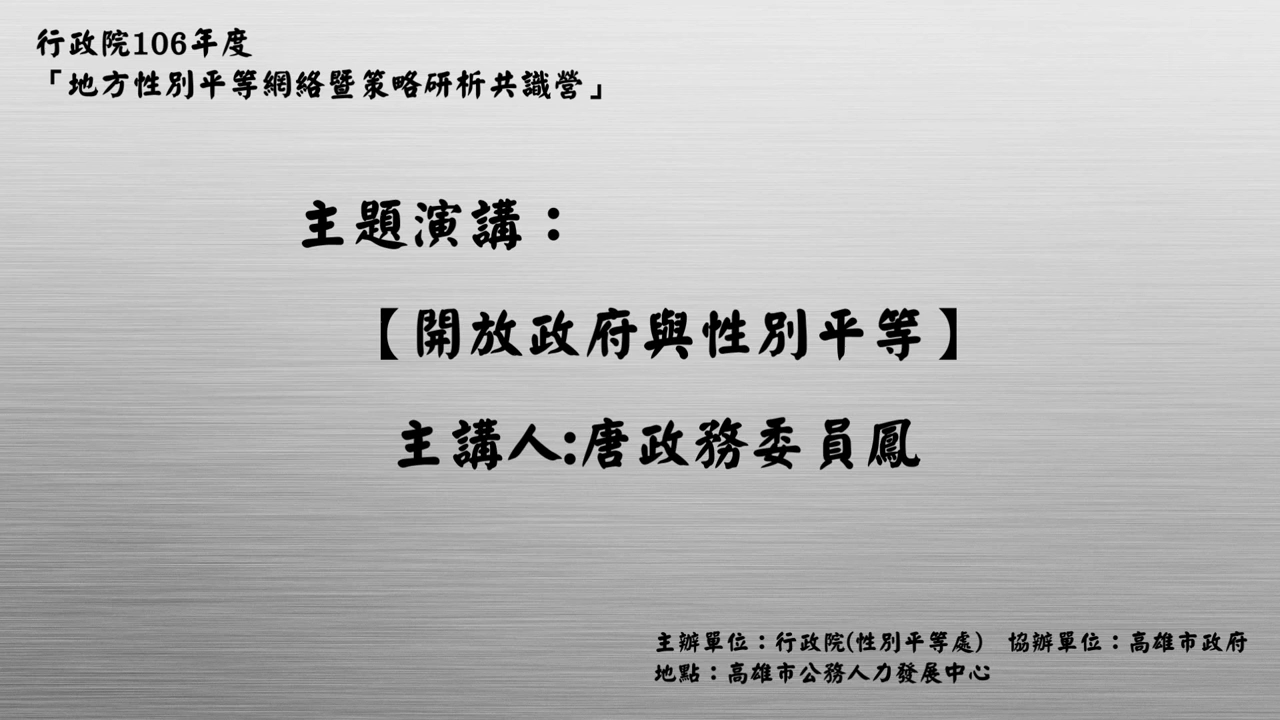 行政院106年度
「地方性別平等網絡暨策略研析共識營」
主題演講：
【開放政府與性別平等】
主講人:唐政務委員鳳
主辦單位：行政院(性別平等處)　協辦單位：高雄市政府
地點：高雄市公務人力發展中心